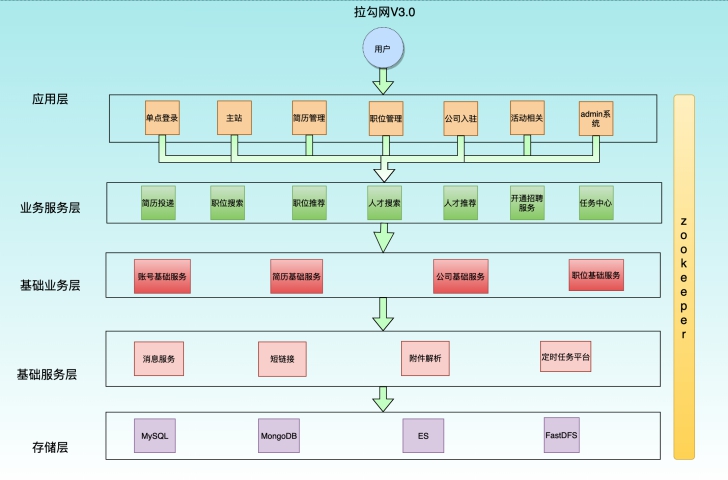 拉勾网V3.0
用户
应用层
单点登录
主站
简历管理
职位管理
公司入驻
活动相关
admin系
统
业务服务层
简历投递
职位搜索
职位推荐
人才搜索
人才推荐
开通招聘
服务
任务中心
基础业务层
账号基础服务
简历基础服务
公司基础服务
职位基础服务
基础服务层
消息服务
短链接
附件解析
定时任务平台
存储层
MySQL
MongoDB
ES
FastDFS
zookeeper